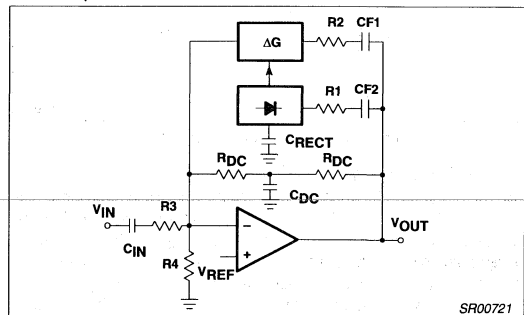 R2 CF1
ΔG
R1 CF2
CRECT
RDC RDC
CDC
VIN R3
CIN
R4 VREF
−
+
VOUT
SR00721